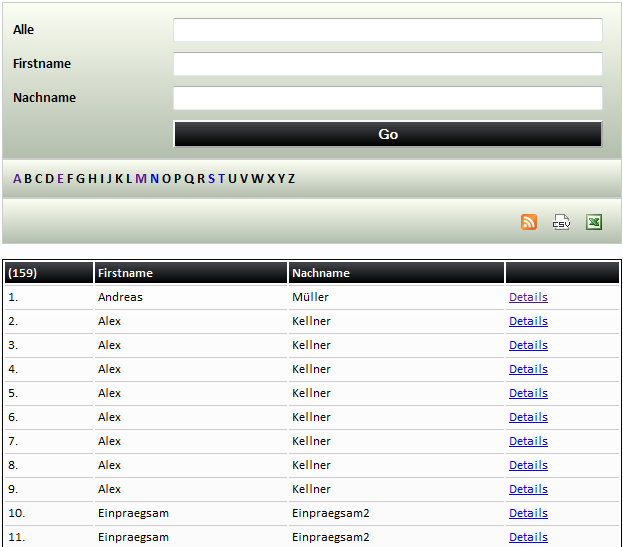 Alle
Firstname
Nachname
Go
A B C D E F G H I J K L M N O P Q R S T U V W X Y Z
CSV
(159) Firstname Nachname
1. Andreas Müller Details
2. Alex Kellner Details
3. Alex Kellner Details
4. Alex Kellner Details
5. Alex Kellner Details
6. Alex Kellner Details
7. Alex Kellner Details
8. Alex Kellner Details
9. Alex Kellner Details
10. Einpraegsam Einpraegsam2 Details
11. Einpraegsam Einpraegsam2 Details